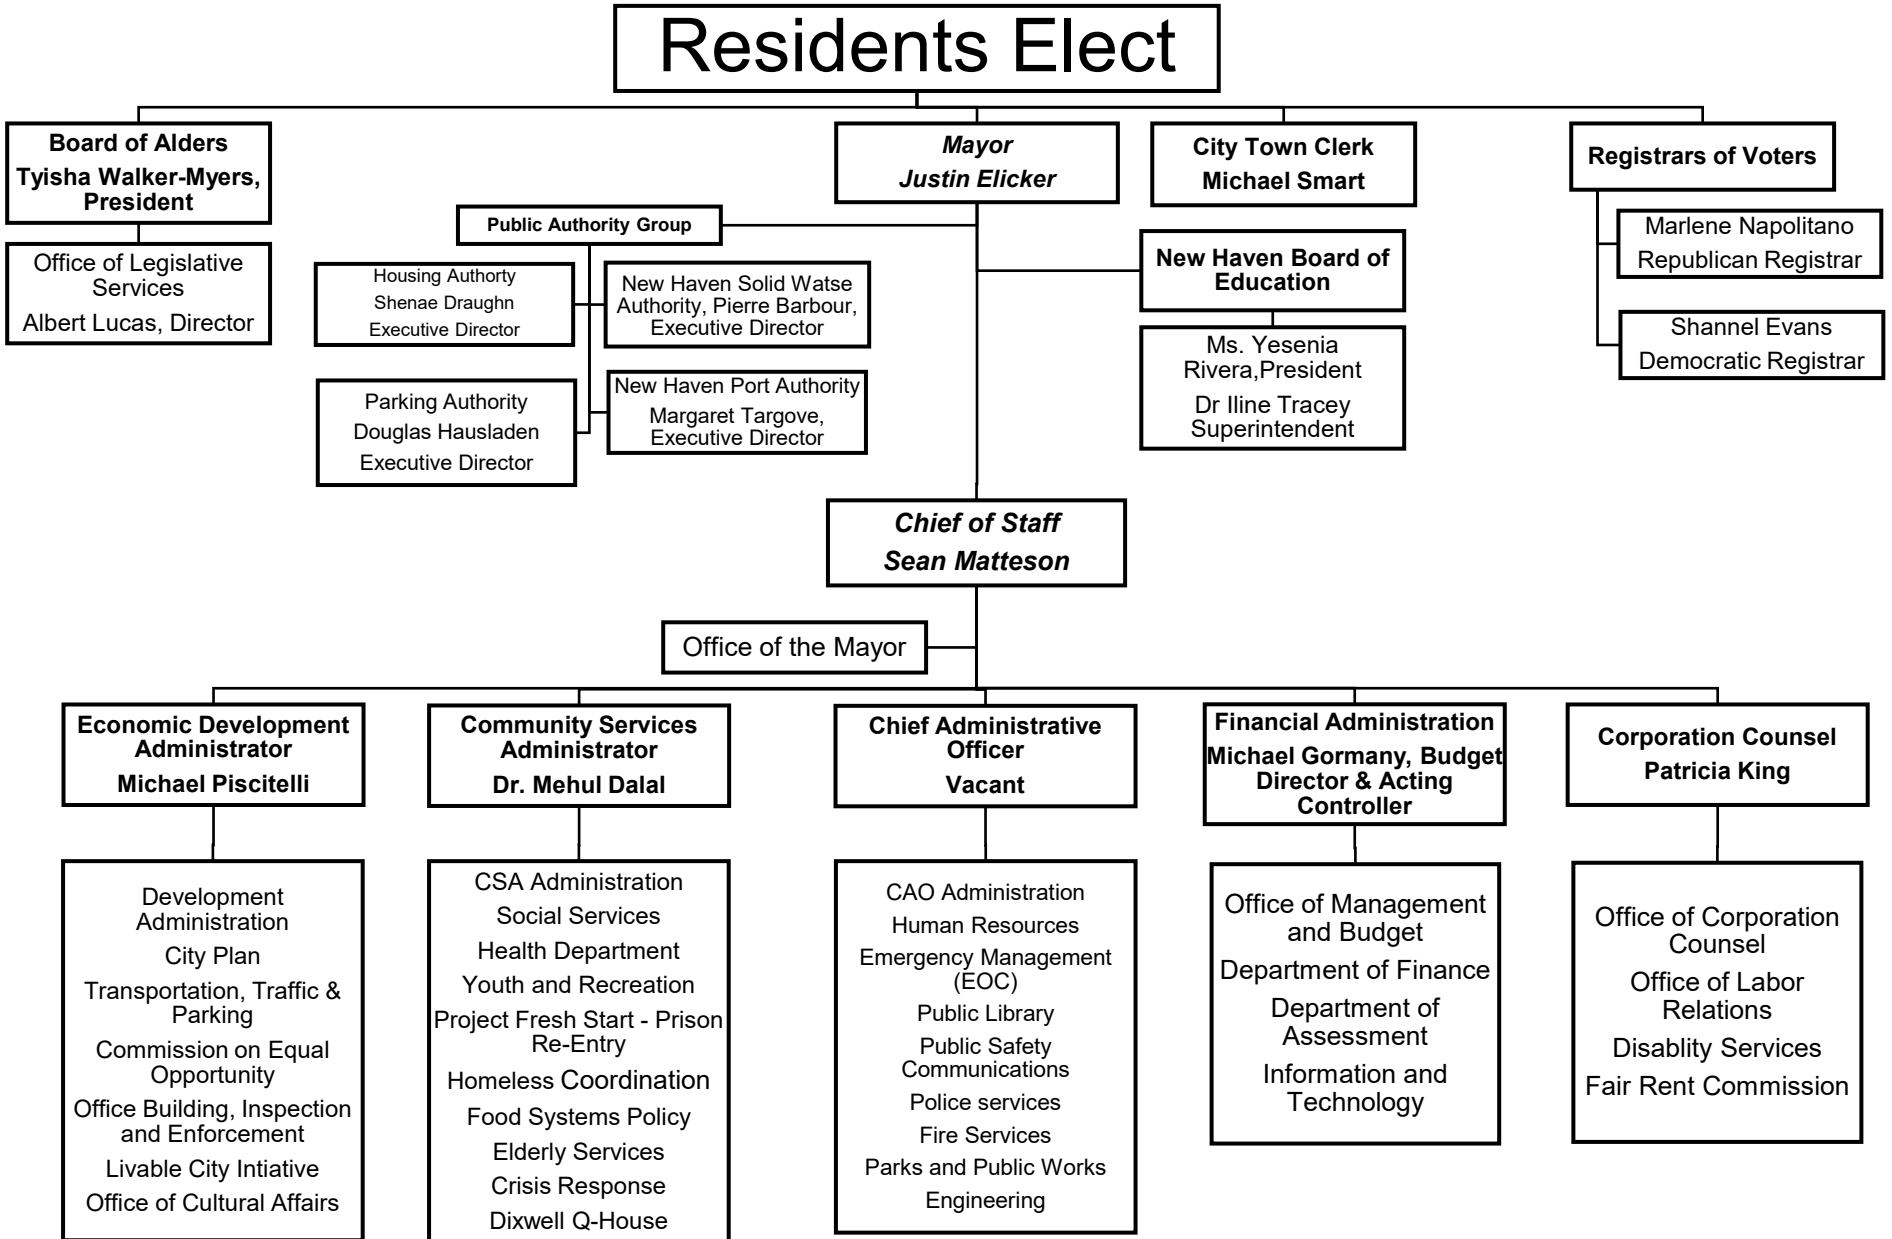 Residents Elect
Board of Alders
Tyisha Walker-Myers,
President
Mayor
Justin Elicker
City Town Clerk
Michael Smart
Registrars of Voters
Office of Legislative
Services
Albert Lucas, Director
Public Authority Group
Housing Authorty
Shenae Draughn
Executive Director
New Haven Solid Watse
Authority, Pierre Barbour,
Executive Director
Parking Authority
Douglas Hausladen
Executive Director
New Haven Port Authority
Margaret Targove,
Executive Director
New Haven Board of
Education
Ms. Yesenia
Rivera,President
Dr Iline Tracey
Superintendent
Marlene Napolitano
Republican Registrar
Shannel Evans
Democratic Registrar
Chief of Staff
Sean Matteson
Office of the Mayor
Economic Development
Administrator
Michael Piscitelli
Community Services
Administrator
Dr. Mehul Dalal
Chief Administrative
Officer
Vacant
Financial Administration
Michael Gormany, Budget
Director & Acting
Controller
Corporation Counsel
Patricia King
Development
Administration
City Plan
Transportation, Traffic &
Parking
Commission on Equal
Opportunity
Office Building, Inspection
and Enforcement
Livable City Intiative
Office of Cultural Affairs
CSA Administration
Social Services
Health Department
Youth and Recreation
Project Fresh Start - Prison
Re-Entry
Homeless Coordination
Food Systems Policy
Elderly Services
Crisis Response
Dixwell Q-House
CAO Administration
Human Resources
Emergency Management
(EOC)
Public Library
Public Safety
Communications
Police services
Fire Services
Parks and Public Works
Engineering
Office of Management
and Budget
Department of Finance
Department of
Assessment
Information and
Technology
Office of Corporation
Counsel
Office of Labor
Relations
Disablity Services
Fair Rent Commission